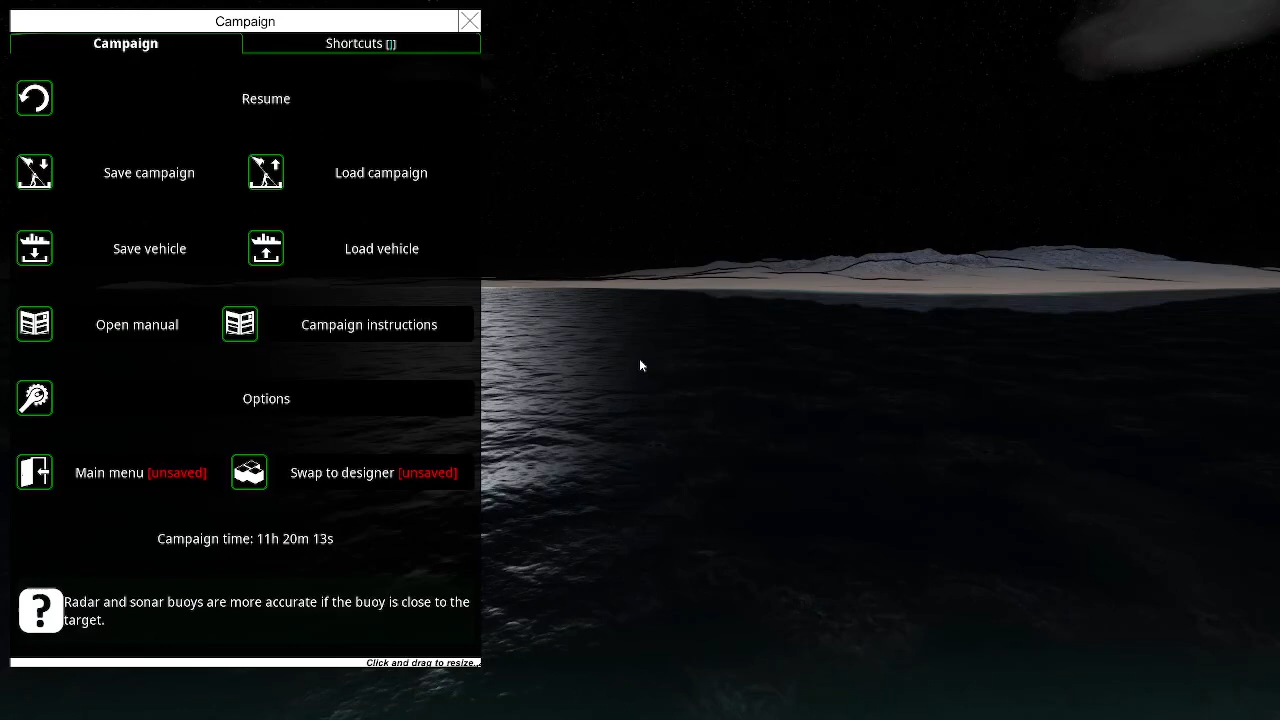 Campaign
Campaign
Shortcuts []]
Resume
Save campaign
Load campaign
Save vehicle
Load vehicle
Open manual
Campaign instructions
Options
Main menu [unsaved]
Swap to designer [unsaved]
Campaign time: 11h 20m 13s
?
Radar and sonar buoys are more accurate if the buoy is close to the
target.
Click and drag to resize..